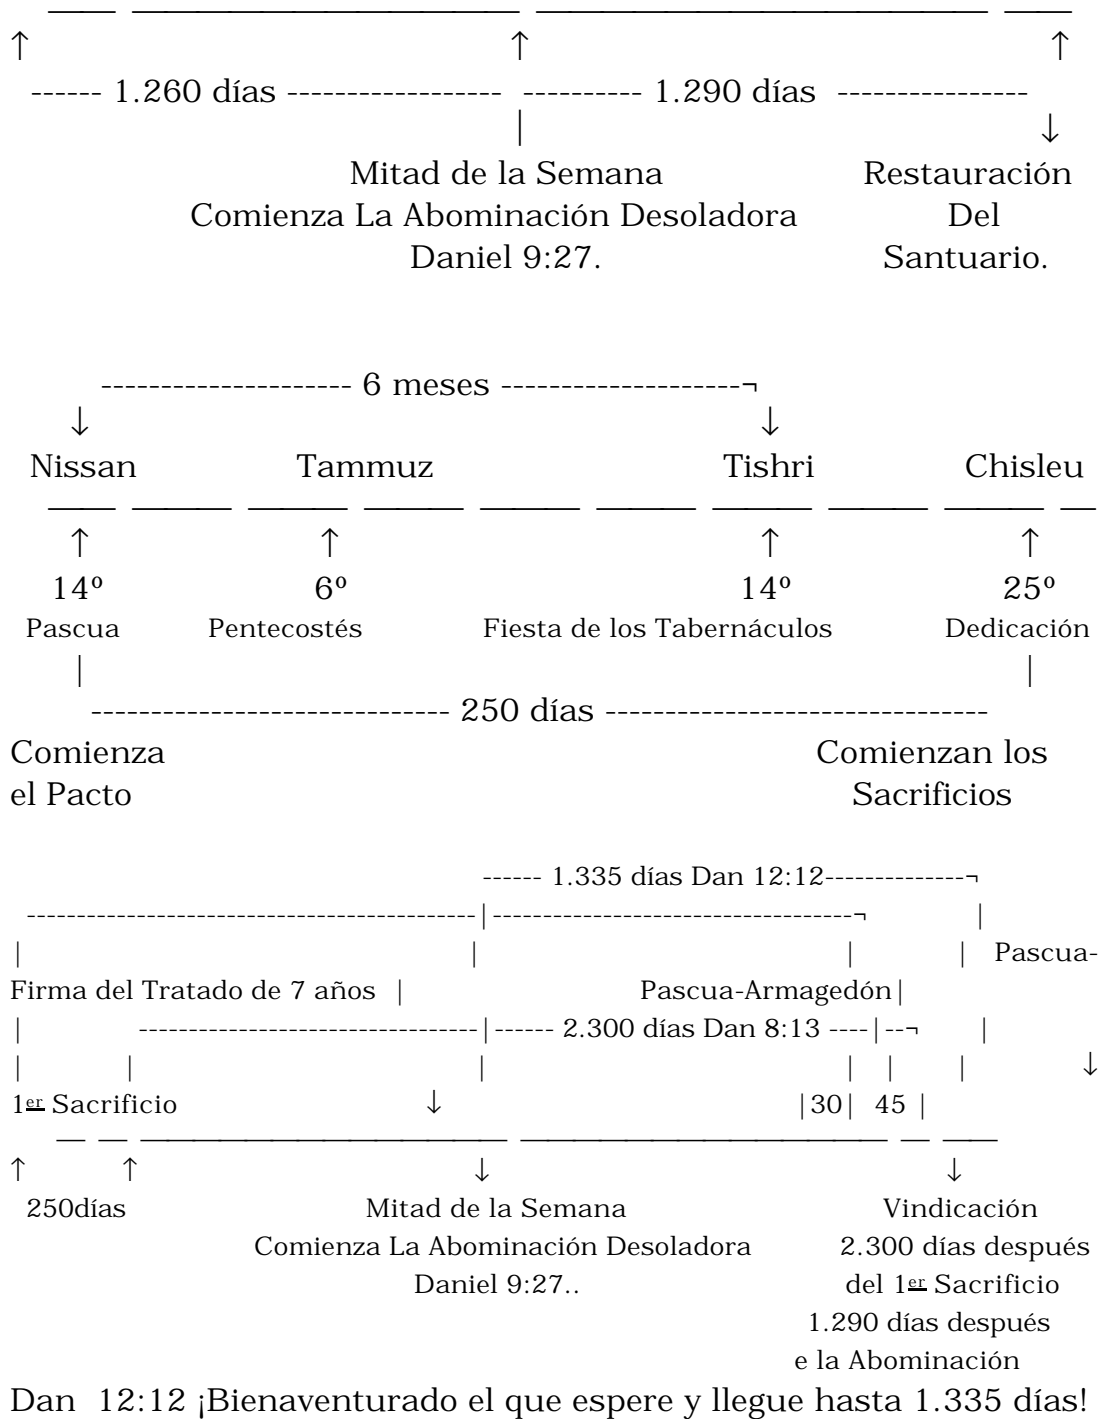 ------ 1.260 días ------------------ ---------- 1.290 días ----------------
Mitad de la Semana Restauración
Comienza La Abominación Desoladora Del
Daniel 9:27. Santuario.
--------------------- 6 meses --------------------¬
Nissan Tammuz Tishri Chisleu
14º 6º 14º 25º
Pascua Pentecostés Fiesta de los Tabernáculos Dedicación
------------------------------ 250 días --------------------------------
Comienza Comienzan los
el Pacto Sacrificios
------ 1.335 días Dan 12:12--------------¬
| | | | Pascua-
Firma del Tratado de 7 años | Pascua-Armagedón|
| ----------------------------------|------ 2.300 días Dan 8:13 ----|--¬ |
1er Sacrificio ↓ |30| 45 |
250días Mitad de la Semana Vindicación
Comienza La Abominación Desoladora 2.300 días después
Daniel 9:27.. del 1er Sacrificio
1.290 días después
e la Abominación
Dan 12:12 ¡Bienaventurado el que espere y llegue hasta 1.335 días!